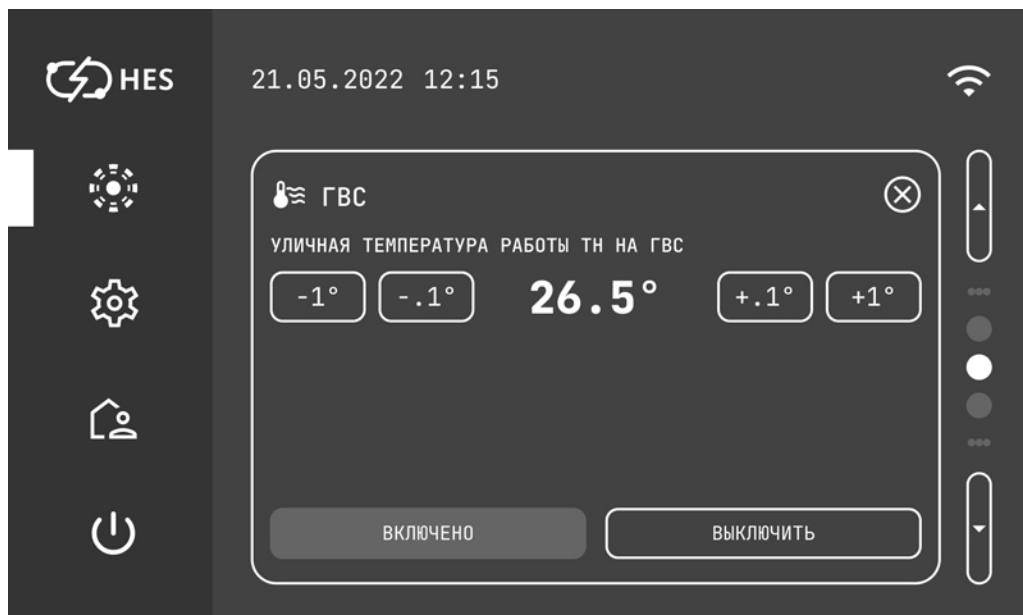 HES
21.05.2022 12:15
ГВС
УЛИЧНАЯ ТЕМПЕРАТУРА РАБОТЫ ТН НА ГВС
-1° -.1° 26.5° +.1° +1°
ВКЛЮЧЕНО ВЫКЛЮЧИТЬ